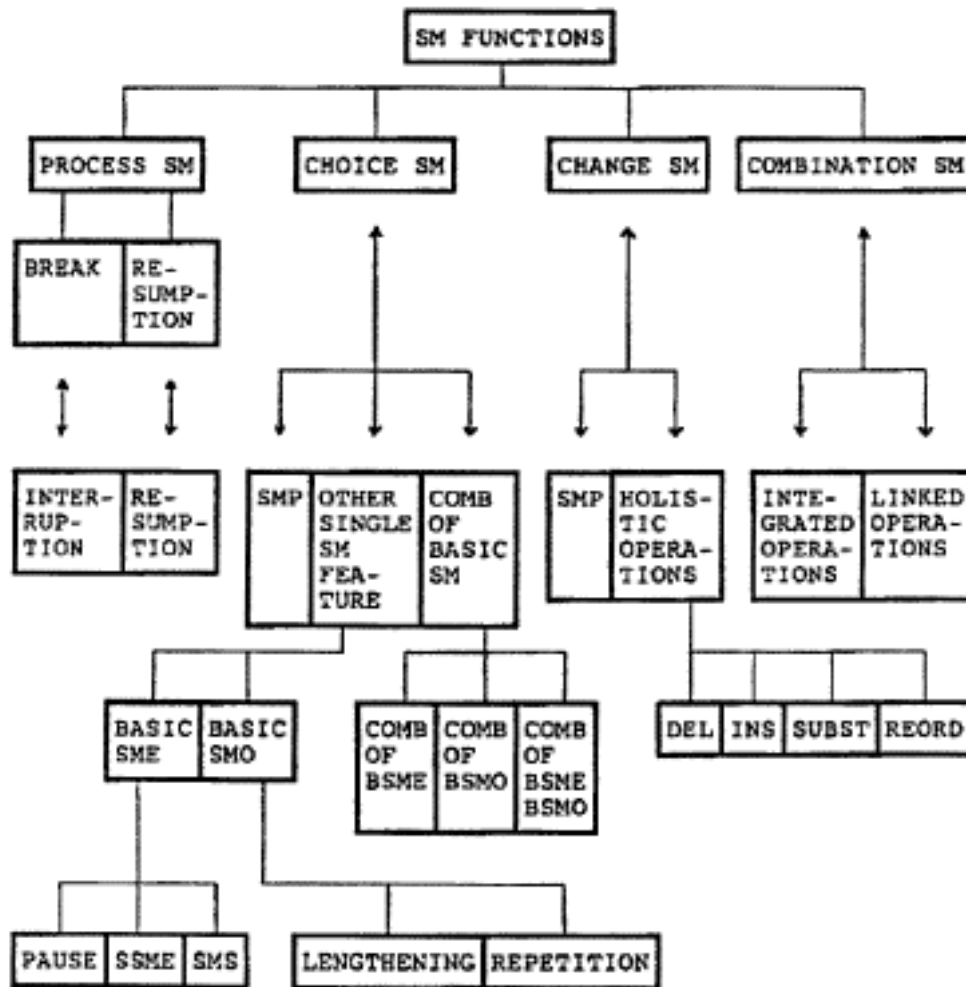 SM FUNCTIONS
PROCESS SM
CHOICE SM
CHANGE SM
COMBINATION SM
BREAK
RE-
SUMP-
TION
INTER-
RUP-
TION
RE-
SUMP-
TION
SMP
OTHER
SINGLE
SM
FEA-
TURE
COMB
OF
BASIC
SM
SMP
HOLIS-
TIC
OPERA-
TIONS
INTE-
GRATED
OPERA-
TIONS
LINKED
OPERA-
TIONS
BASIC
SME
BASIC
SMO
COMB
OF
BSME
COMB
OF
BSMO
COMB
OF
BSME
BSMO
DEL
INS
SUBST
REORD
PAUSE
SSME
SMS
LENGTHENING
REPETITION